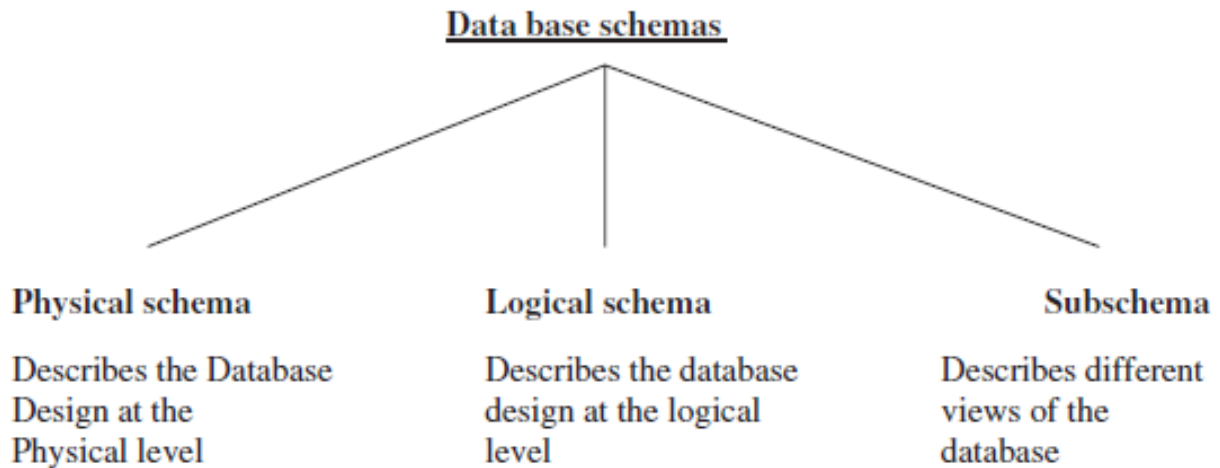 Data base schemas
Physical schema
Describes the Database
Design at the
Physical level
Logical schema
Describes the database
design at the logical
level
Subschema
Describes different
views of the
database